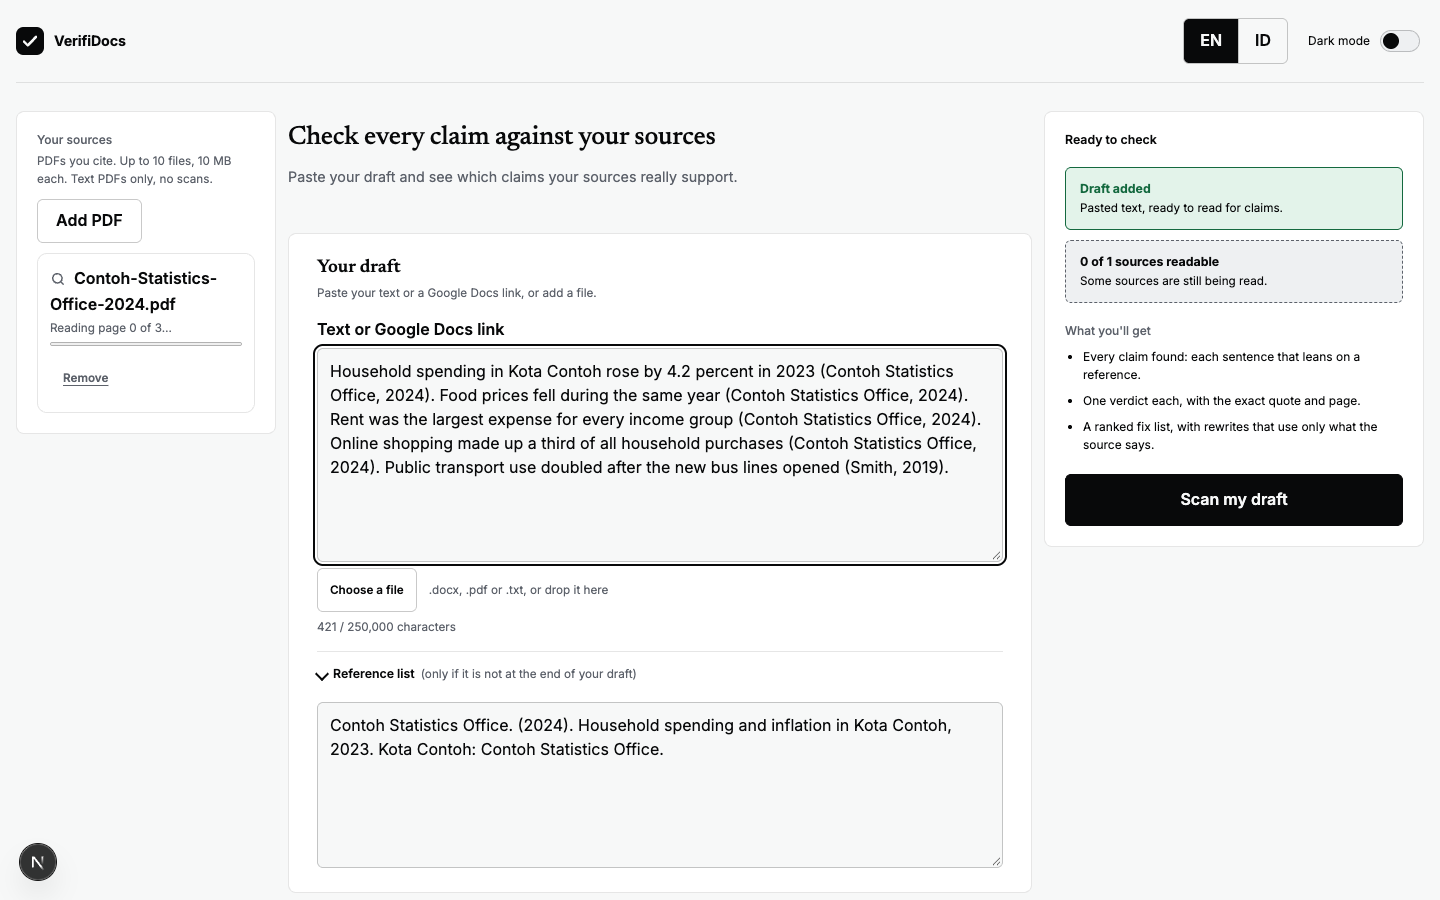 VerifiDocs
EN
ID
Dark mode
Your sources
PDFs you cite. Up to 10 files, 10 MB
each. Text PDFs only, no scans.
Add PDF
Contoh-Statistics-
Office-2024.pdf
Reading page 0 of 3...
Remove
Check every claim against your sources
Paste your draft and see which claims your sources really support.
Your draft
Paste your text or a Google Docs link, or add a file.
Text or Google Docs link
Household spending in Kota Contoh rose by 4.2 percent in 2023 (Contoh Statistics
Office, 2024). Food prices fell during the same year (Contoh Statistics Office, 2024).
Rent was the largest expense for every income group (Contoh Statistics Office, 2024).
Online shopping made up a third of all household purchases (Contoh Statistics Office,
2024). Public transport use doubled after the new bus lines opened (Smith, 2019).
Choose a file
.docx, .pdf or .txt, or drop it here
421 / 250,000 characters
Reference list (only if it is not at the end of your draft)
Contoh Statistics Office. (2024). Household spending and inflation in Kota Contoh,
2023. Kota Contoh: Contoh Statistics Office.
Ready to check
Draft added
Pasted text, ready to read for claims.
0 of 1 sources readable
Some sources are still being read.
What you'll get
Every claim found: each sentence that leans on a
reference.
One verdict each, with the exact quote and page.
A ranked fix list, with rewrites that use only what the
source says.
Scan my draft
N